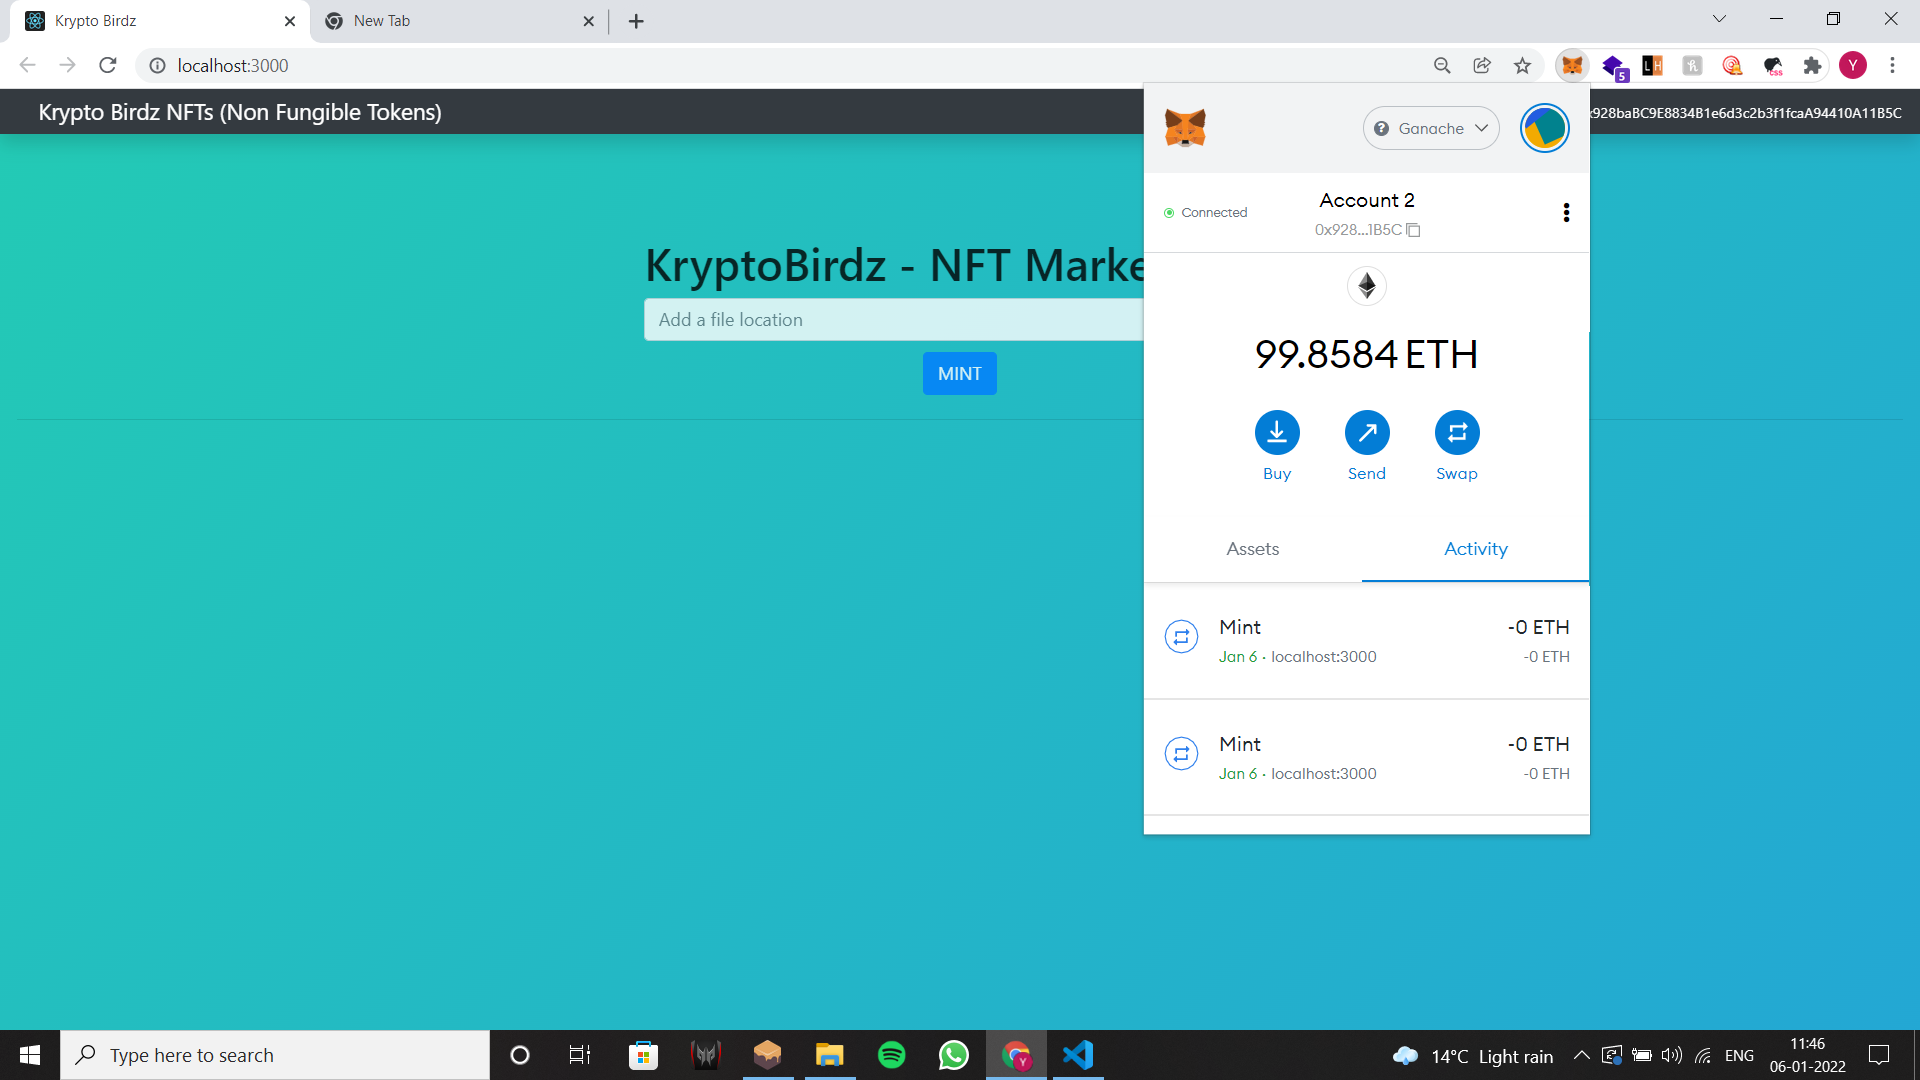 Krypto Birdz
New Tab
localhost:3000
5
LH
css
Y
Krypto Birdz NFTs (Non Fungible Tokens)
x928baBC9E8834B1e6d3c2b3f1fcaA94410A11B5C
Ganache
Connected
Account 2
0x928...1B5C
KryptoBirdz - NFT Marke
Add a file location
MINT
99.8584 ETH
Buy
Send
Swap
Assets
Activity
Mint
-0 ETH
Jan 6 · localhost:3000
-0 ETH
Mint
-0 ETH
Jan 6 · localhost:3000
-0 ETH
Type here to search
Y
14°C Light rain
ENG
11:46
06-01-2022